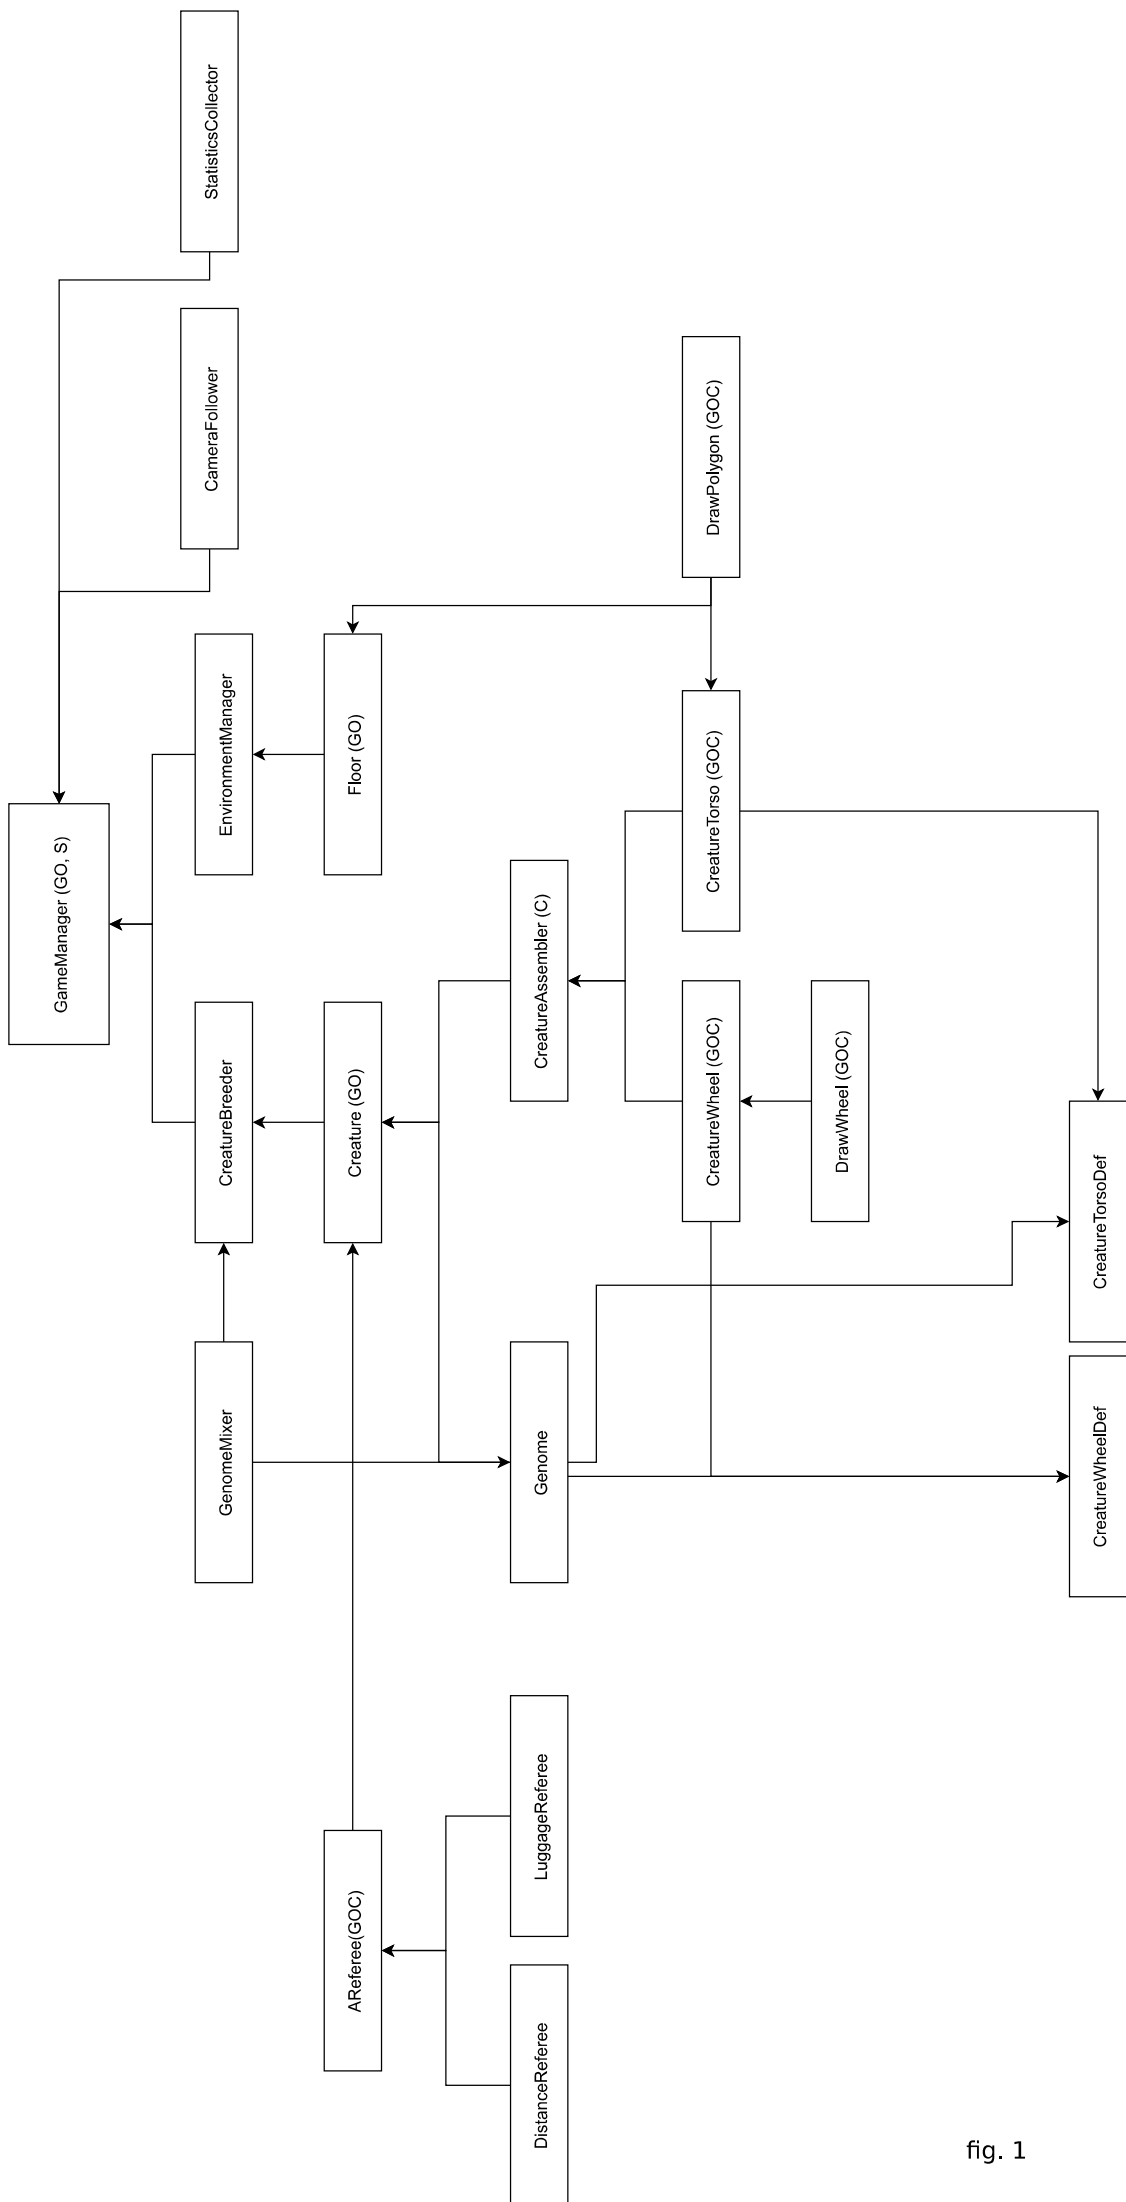 StatisticsCollector
CameraFollower
GameManager (GO, S)
EnvironmentManager
CreatureBreeder
GenomeMixer
Floor (GO)
Creature (GO)
AReferee(GOC)
CreatureAssembler (C)
Genome
LuggageReferee
DistanceReferee
DrawPolygon (GOC)
CreatureTorso (GOC)
CreatureWheel (GOC)
DrawWheel (GOC)
CreatureTorsoDef
CreatureWheelDef
fig. 1